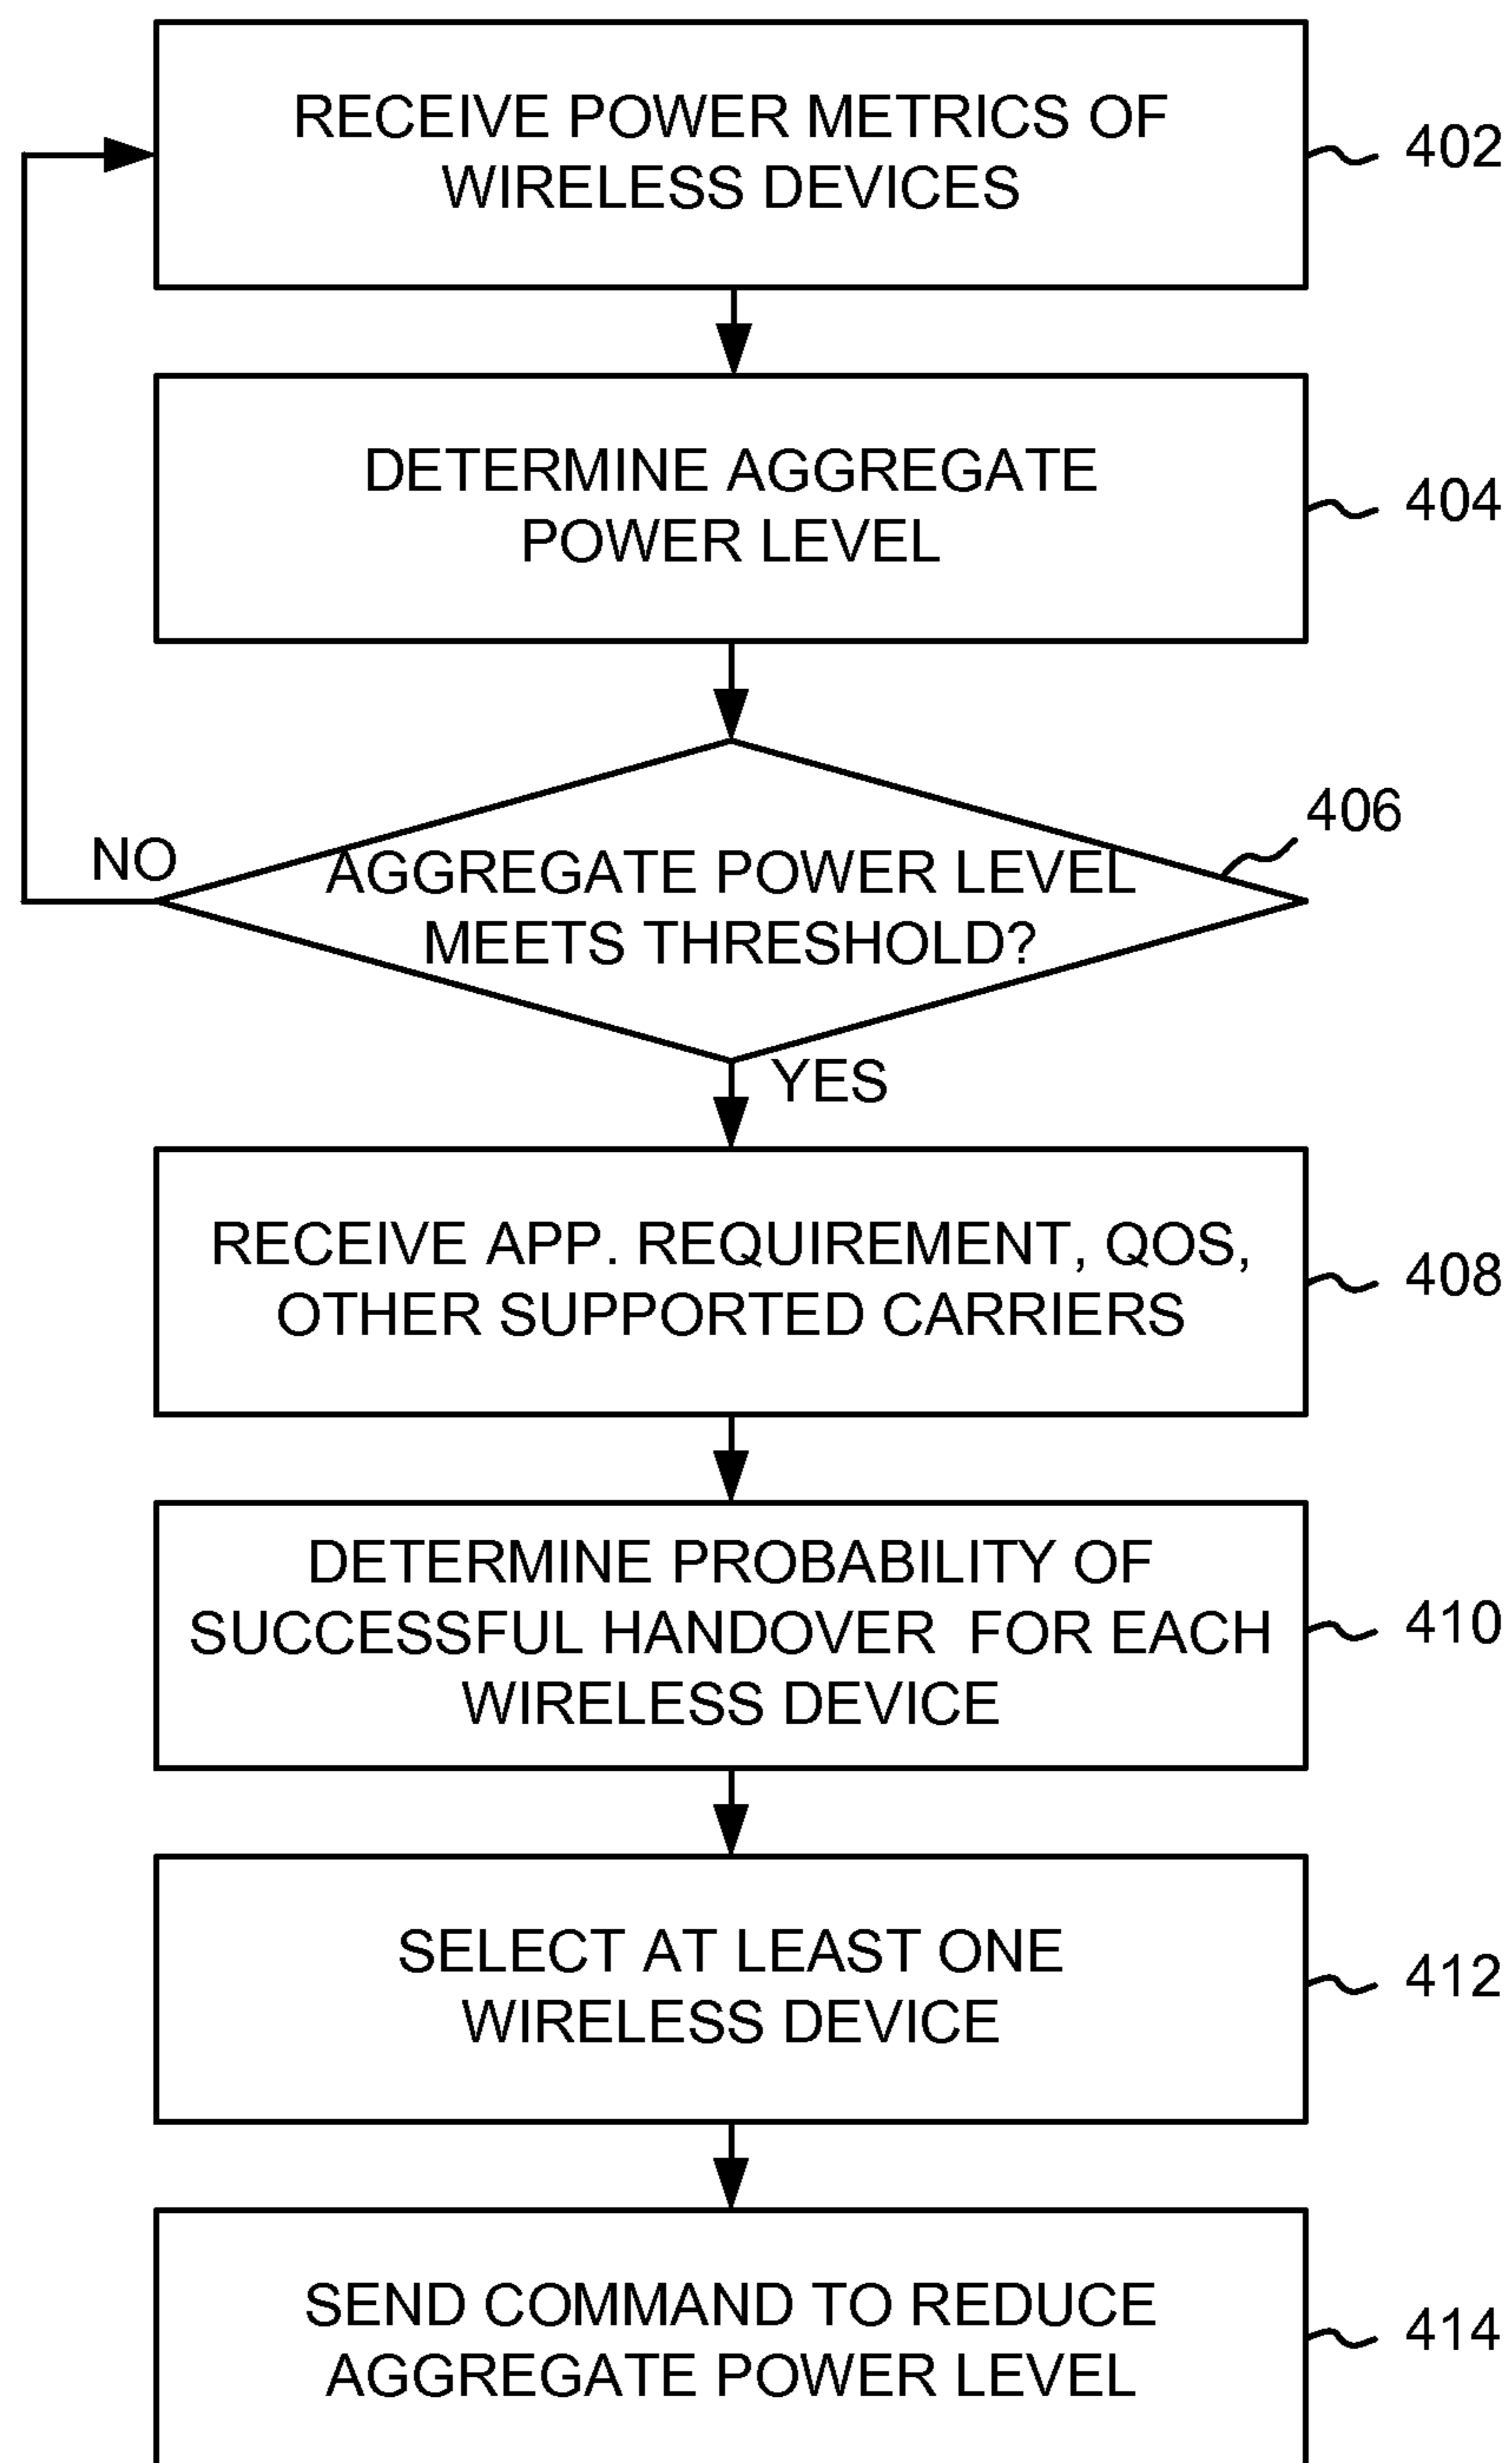 RECEIVE POWER METRICS OF
WIRELESS DEVICES
402
DETERMINE AGGREGATE
POWER LEVEL
404
406
NO
AGGREGATE POWER LEVEL
MEETS THRESHOLD?
YES
RECEIVE APP. REQUIREMENT, QOS,
OTHER SUPPORTED CARRIERS
408
DETERMINE PROBABILITY OF
SUCCESSFUL HANDOVER FOR EACH
WIRELESS DEVICE
410
SELECT AT LEAST ONE
WIRELESS DEVICE
412
SEND COMMAND TO REDUCE
AGGREGATE POWER LEVEL
414